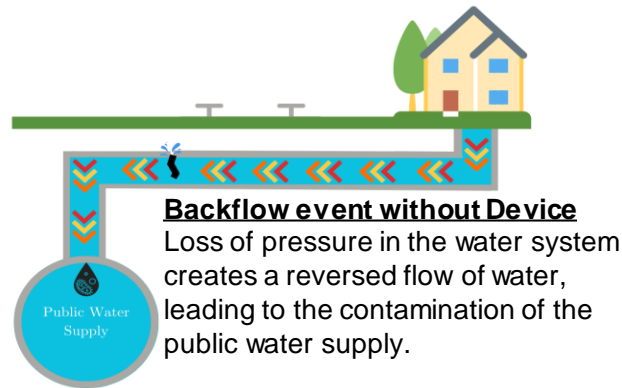 Backflow event without Device
Loss of pressure in the water system
creates a reversed flow of water,
leading to the contamination of the
public water supply.
Public Water
Supply